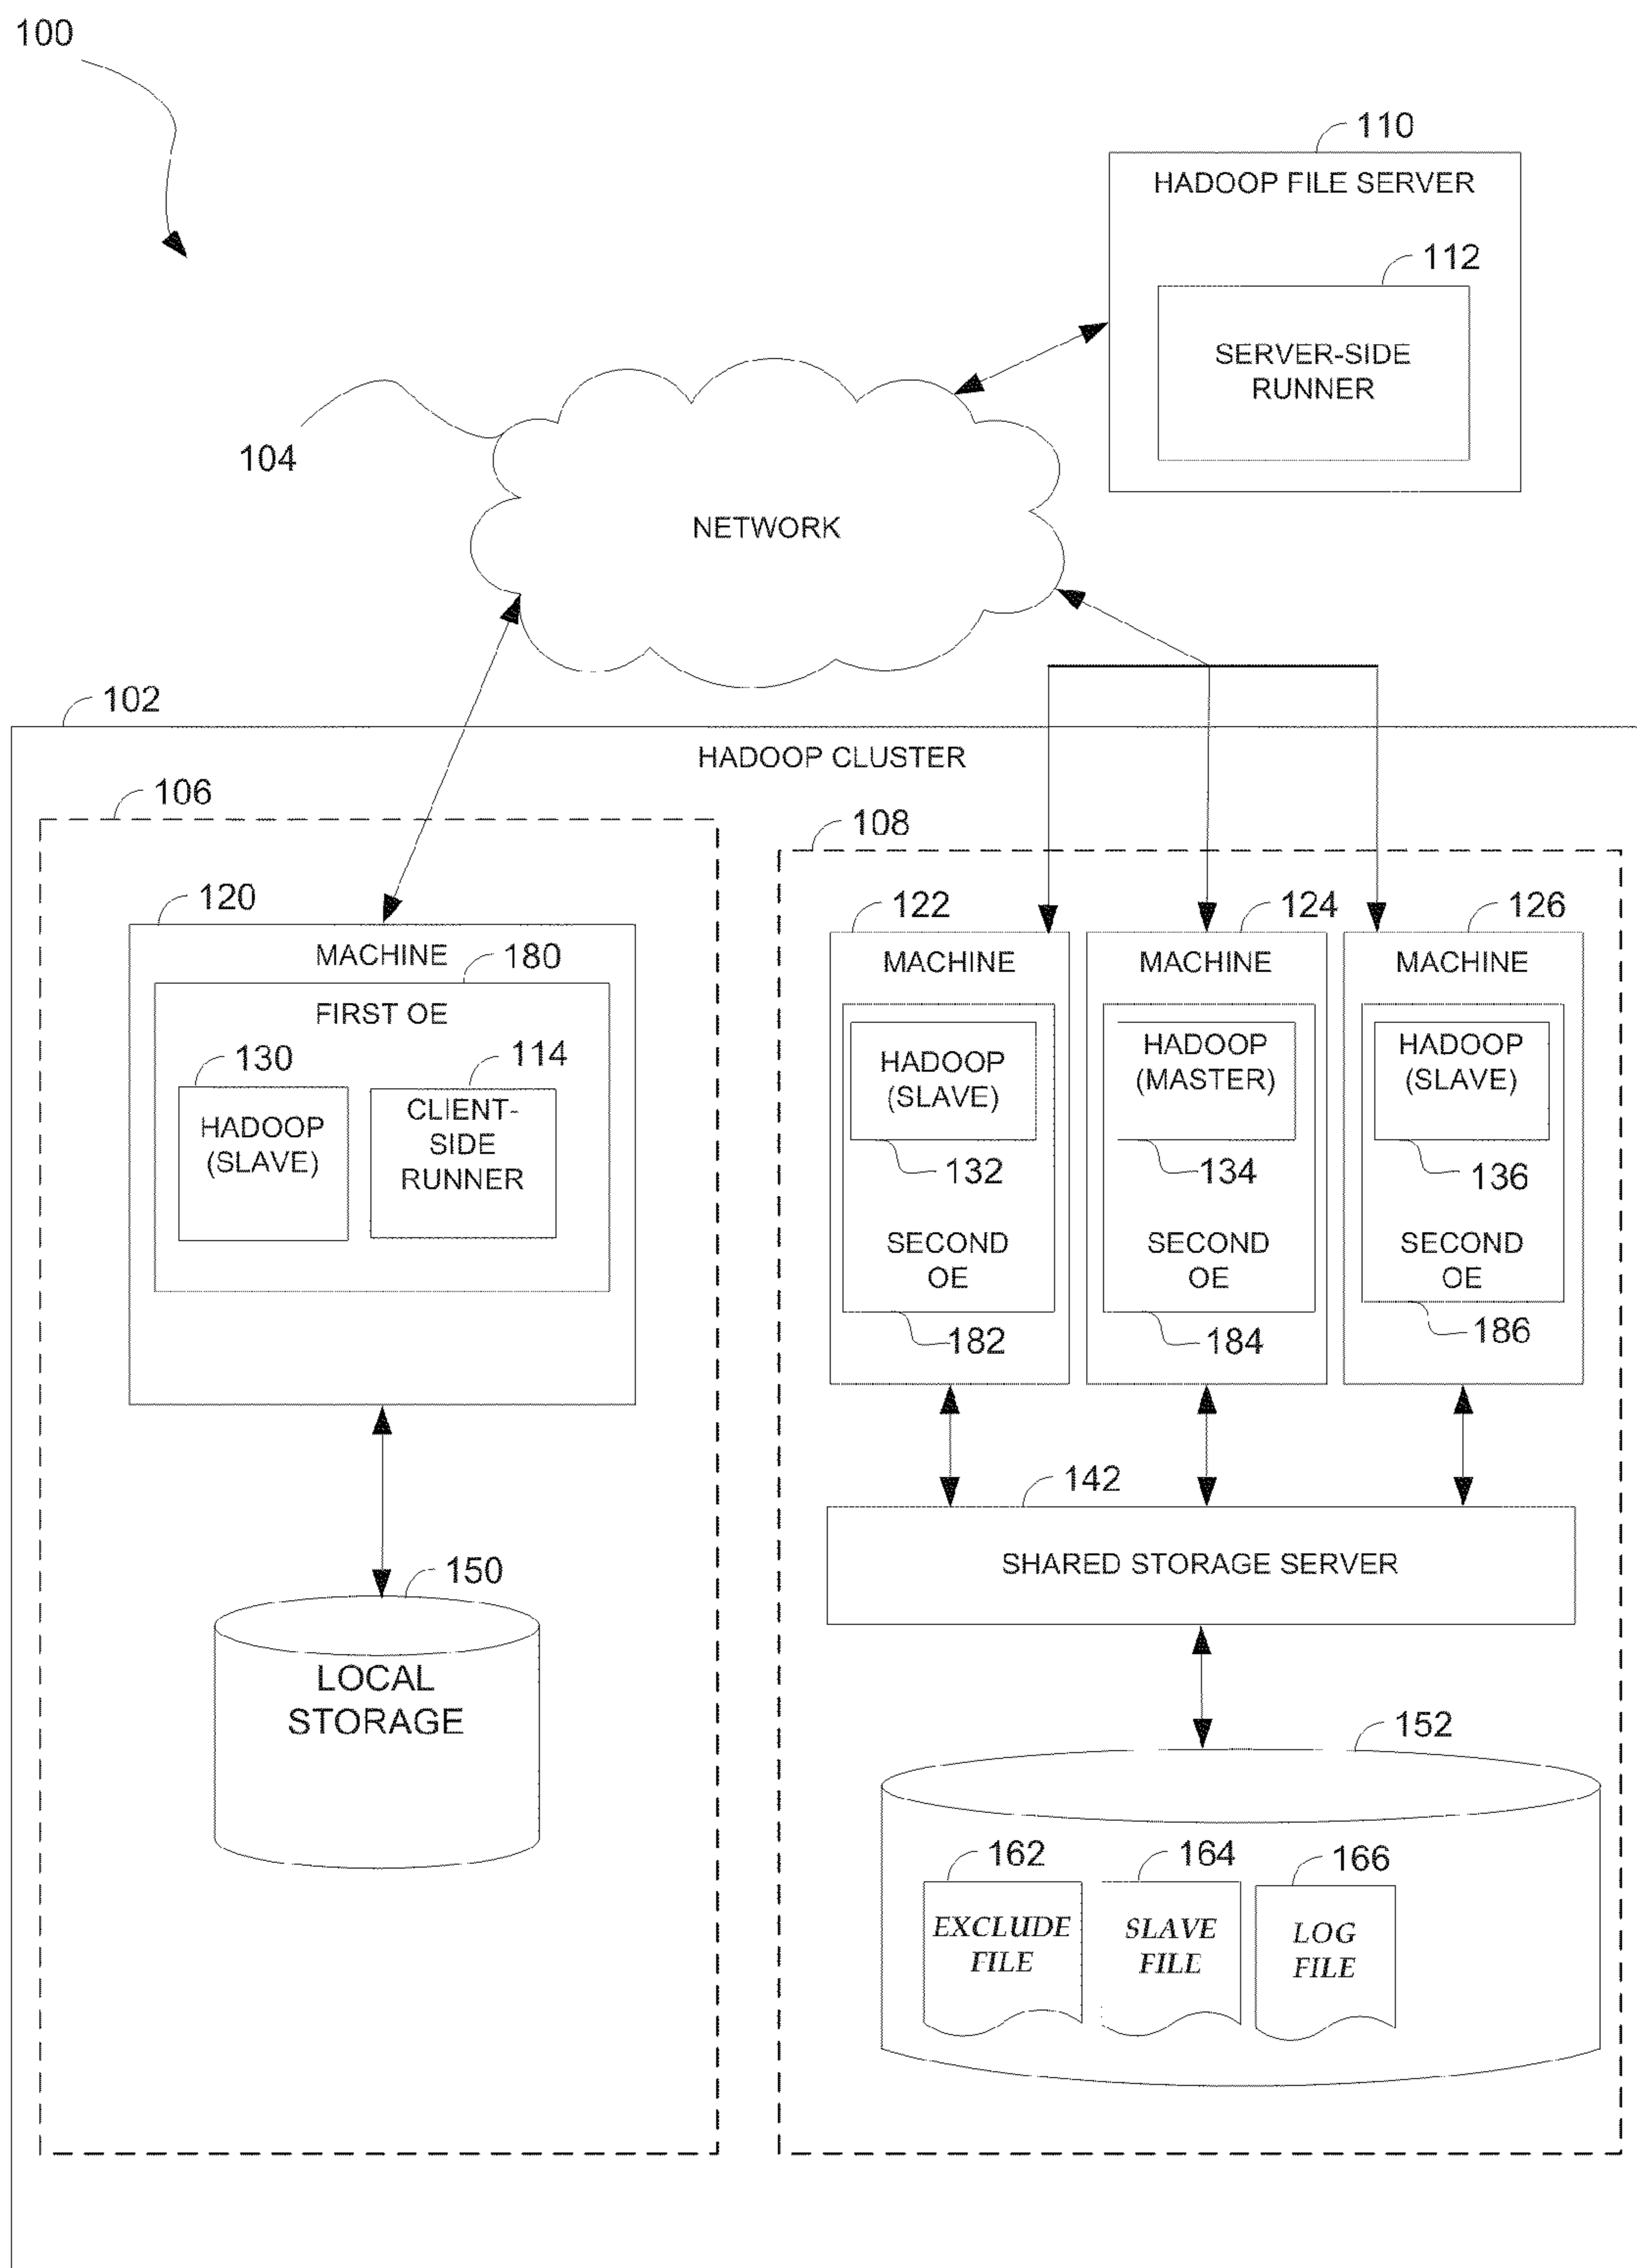 100
110
HADOOP FILE SERVER
112
SERVER-SIDE
RUNNER
104
NETWORK
102
HADOOP CLUSTER
106
108
120
MACHINE
180
FIRST OE
130
HADOOP
(SLAVE)
114
CLIENT-
SIDE
RUNNER
122
MACHINE
HADOOP
(SLAVE)
132
SECOND
OE
182
124
MACHINE
HADOOP
(MASTER)
134
SECOND
OE
184
126
MACHINE
HADOOP
(SLAVE)
136
SECOND
OE
186
142
SHARED STORAGE SERVER
150
LOCAL
STORAGE
152
162
EXCLUDE
FILE
164
SLAVE
FILE
166
LOG
FILE